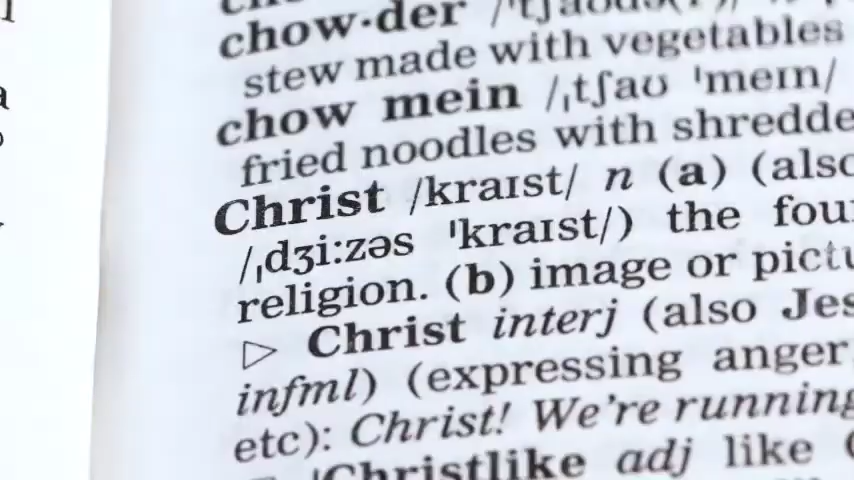 chow·der
stew made with vegetables
chow mein /ˌtʃaʊ ˈmeɪn/
fried noodles with shredde
Christ /kraɪst/ n (a) (also
/ˌdʒi:zəs ˈkraɪst/) the fou
religion. (b) image or pictu
▷ Christ interj (also Jes
infml) (expressing anger
etc): Christ! We're running
Christlike adj like